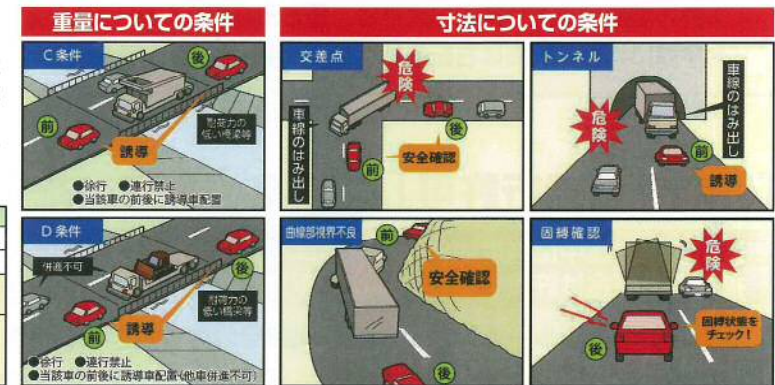 重量についての条件
C条件
後
前
誘導
耐荷力の
低い橋梁等
●徐行 ●連行禁止
●当該車の前後に誘導車配置
D条件
併進不可
後
前
誘導
耐荷力の
低い橋梁等
●徐行 ●連行禁止
●当該車の前後に誘導車配置(他車併進不可)
寸法についての条件
交差点
危険
車線のはみ出し
後
前
安全確認
トンネル
車線のはみ出し
危険
前
誘導
曲線部視界不良
前
安全確認
後
固縛確認
危険
後
固縛状態を
チェック!